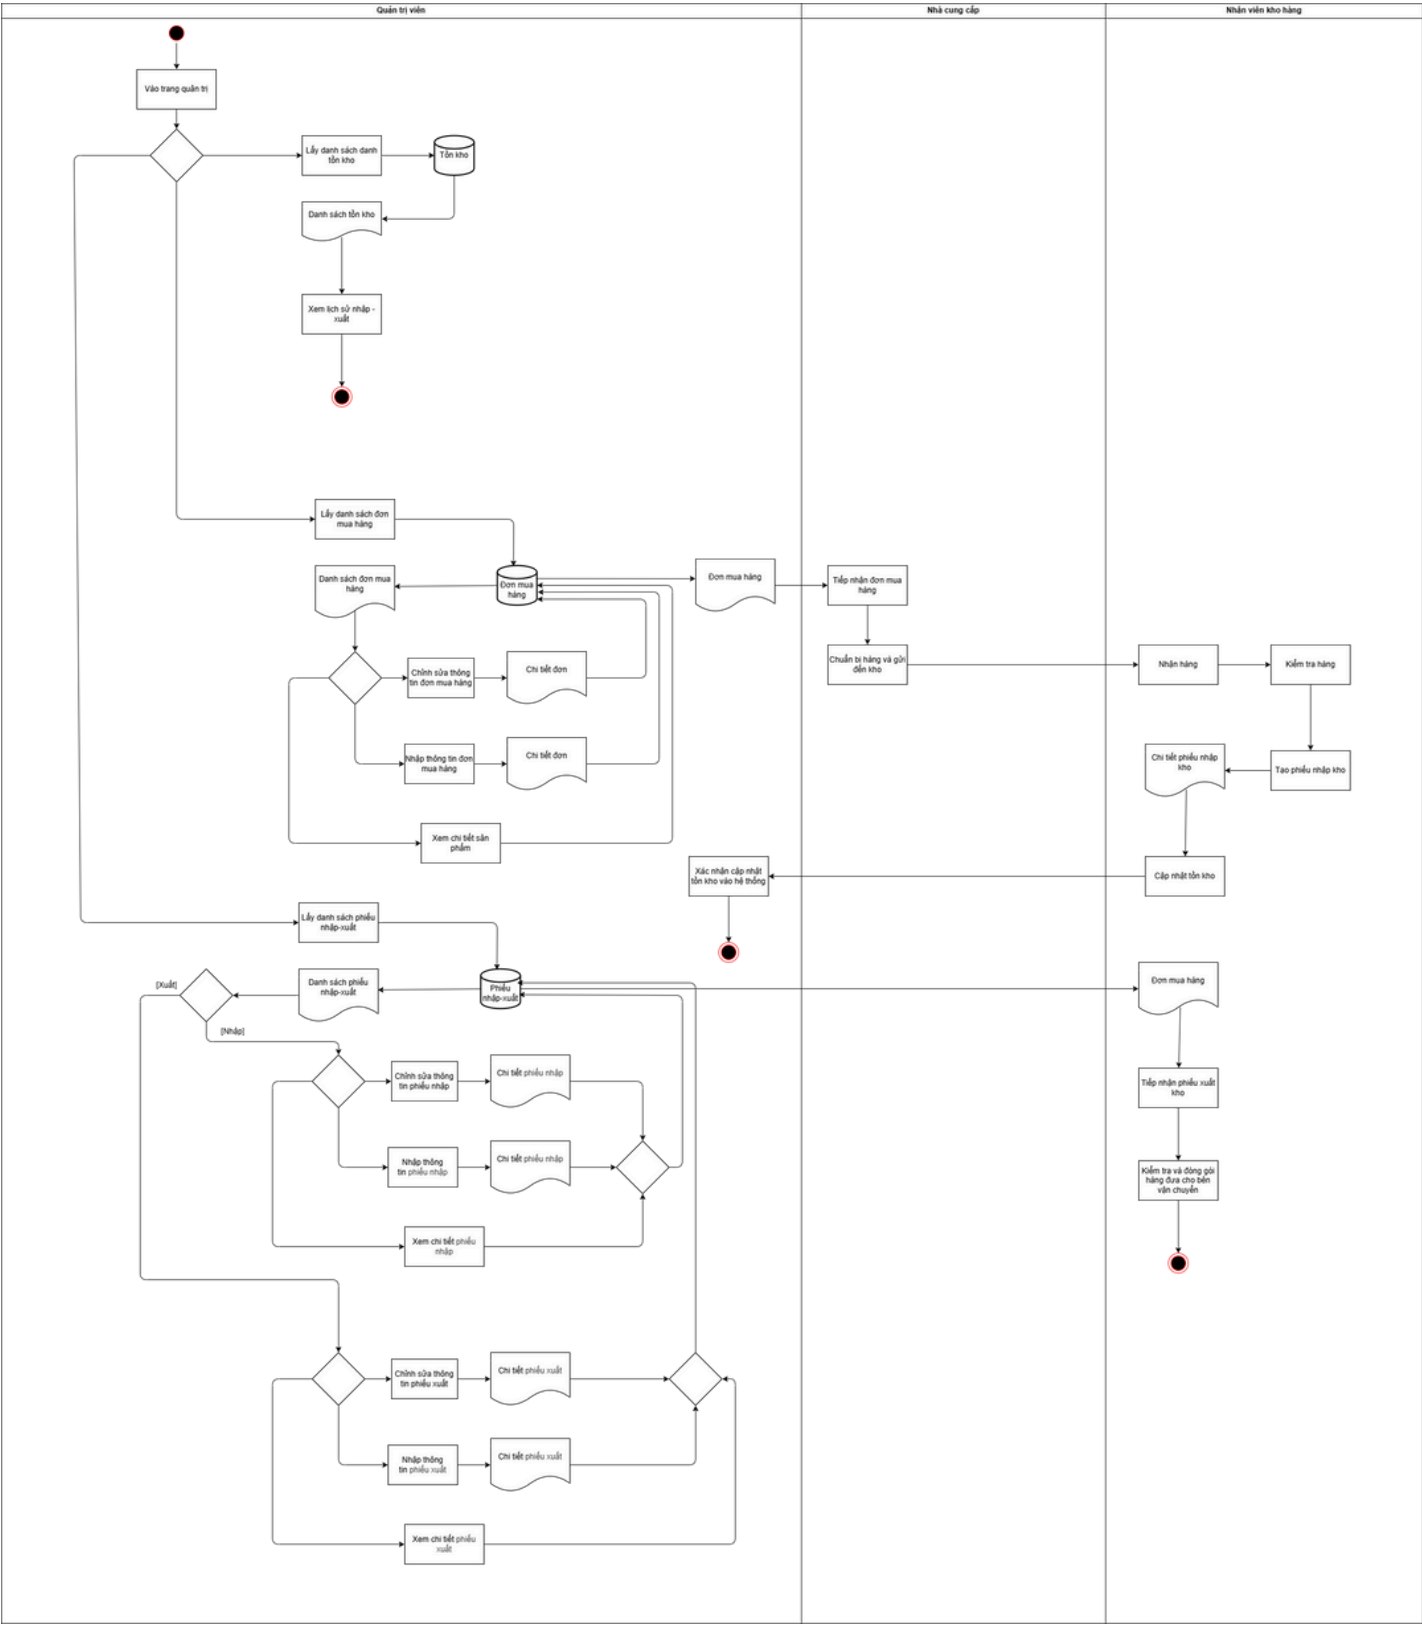 Quản trị viên
Nhà cung cấp
Nhân viên kho hàng
Vào trang quản trị
Lấy danh sách danh
tồn kho
Tồn kho
Danh sách tồn kho
Xem lịch sử nhập -
xuất
Lấy danh sách đơn
mua hàng
Danh sách đơn mua
hàng
Đơn mua
hàng
Đơn mua hàng
Tiếp nhận đơn mua
hàng
Chỉnh sửa thông
tin đơn mua hàng
Chi tiết đơn
Chuẩn bị hàng và gửi
đến kho
Nhận hàng
Kiểm tra hàng
Nhập thông tin đơn
mua hàng
Chi tiết đơn
Chi tiết phiếu nhập
kho
Tạo phiếu nhập kho
Xem chi tiết sản
phẩm
Xác nhận cập nhật
tồn kho vào hệ thống
Cập nhật tồn kho
Lấy danh sách phiếu
nhập-xuất
[Xuất]
Danh sách phiếu
nhập-xuất
Phiếu
nhập-xuất
Đơn mua hàng
[Nhập]
Chỉnh sửa thông
tin phiếu nhập
Chi tiết phiếu nhập
Tiếp nhận phiếu xuất
kho
Nhập thông
tin phiếu nhập
Chi tiết phiếu nhập
Kiểm tra và đóng gói
hàng đưa cho bên
vận chuyển
Xem chi tiết phiếu
nhập
Chỉnh sửa thông
tin phiếu xuất
Chi tiết phiếu xuất
Nhập thông
tin phiếu xuất
Chi tiết phiếu xuất
Xem chi tiết phiếu
xuất